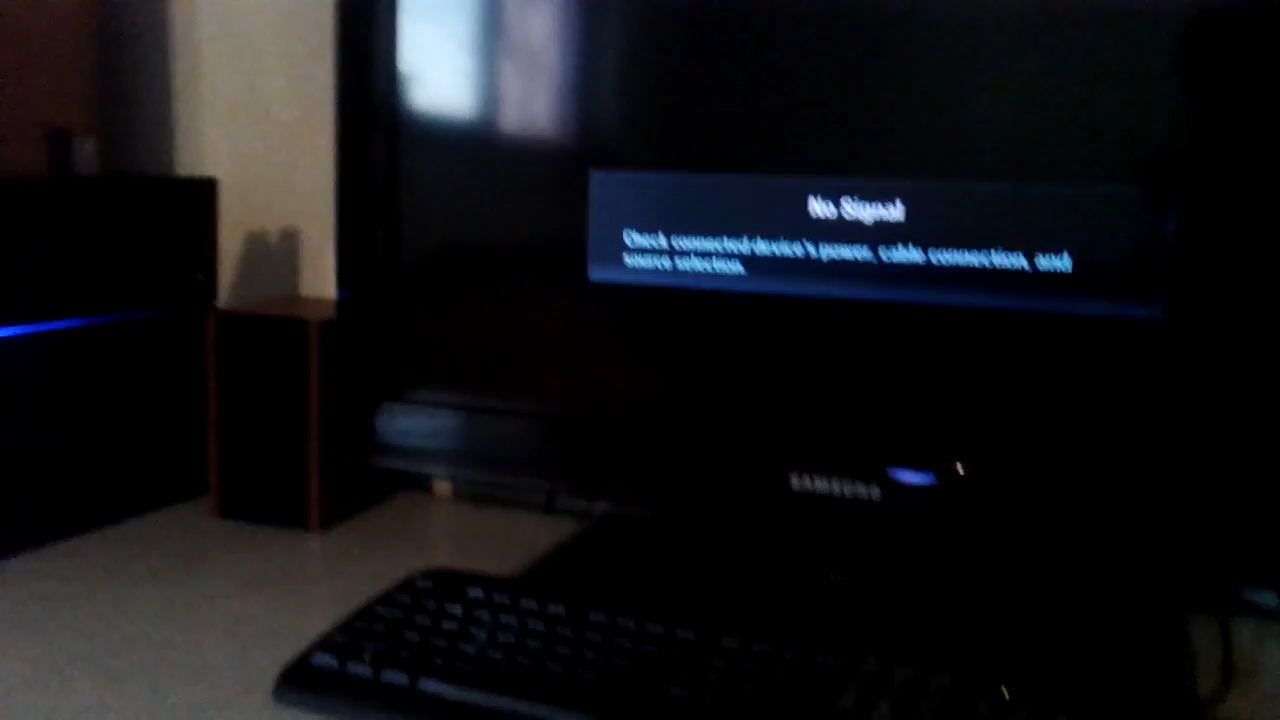 No Signal
Check connected device's power, cable connection, and
source selection.
SAMSUNG